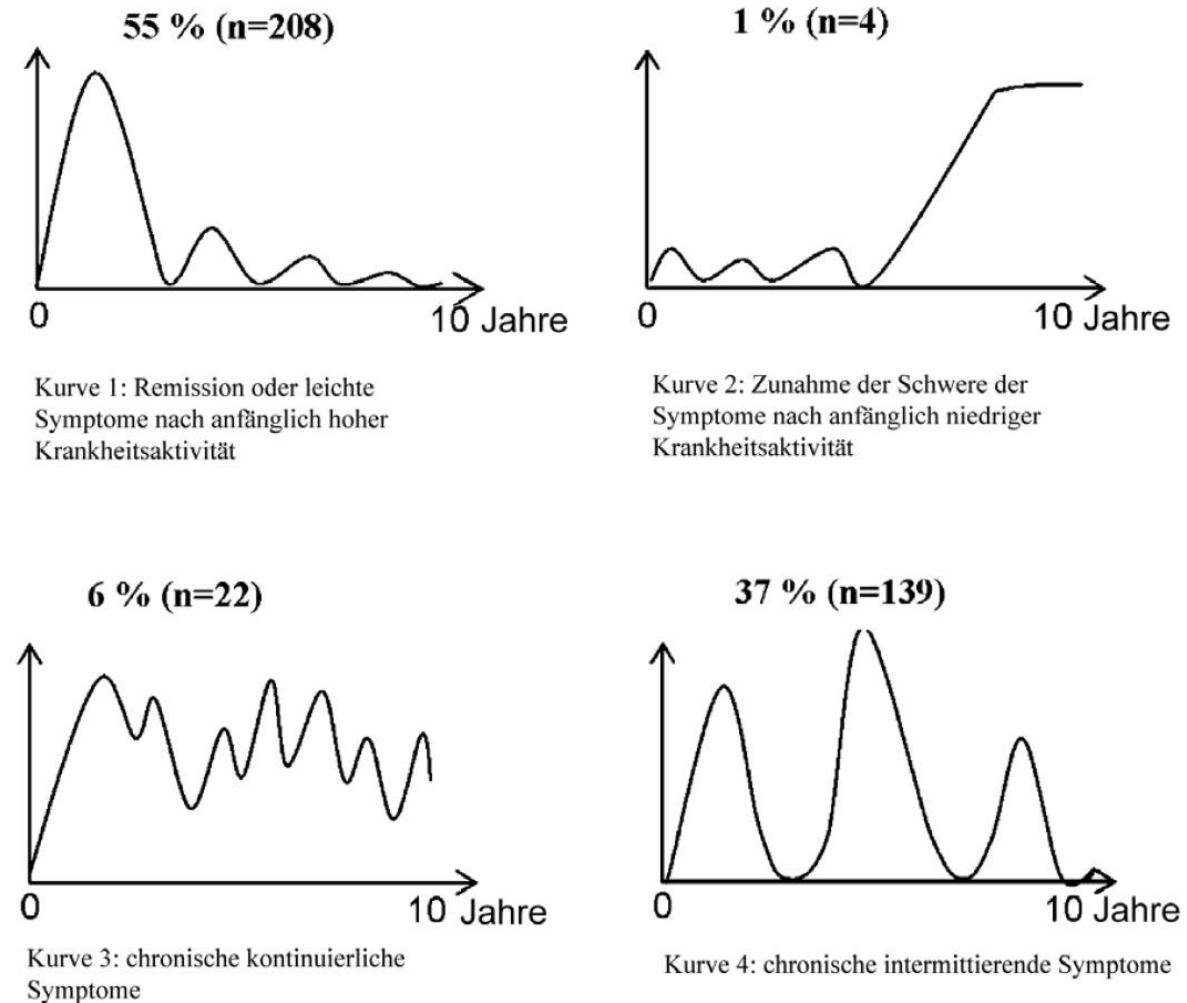 55 % (n=208)
0
10 Jahre
Kurve 1: Remission oder leichte
Symptome nach anfänglich hoher
Krankheitsaktivität
1 % (n=4)
0
10 Jahre
Kurve 2: Zunahme der Schwere der
Symptome nach anfänglich niedriger
Krankheitsaktivität
6 % (n=22)
0
10 Jahre
Kurve 3: chronische kontinuierliche
Symptome
37 % (n=139)
0
10 Jahre
Kurve 4: chronische intermittierende Symptome